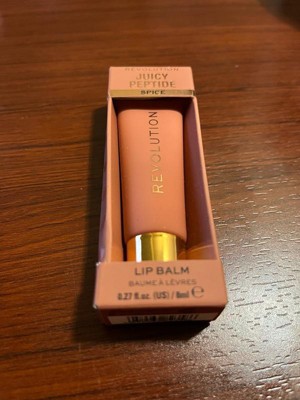 REVOLUTION
JUICY
PEPTIDE
SPICE
REVOLUTION
LIP BALM
BAUME À LÈVRES
0.27 fl.oz. (US) / 8ml ℮